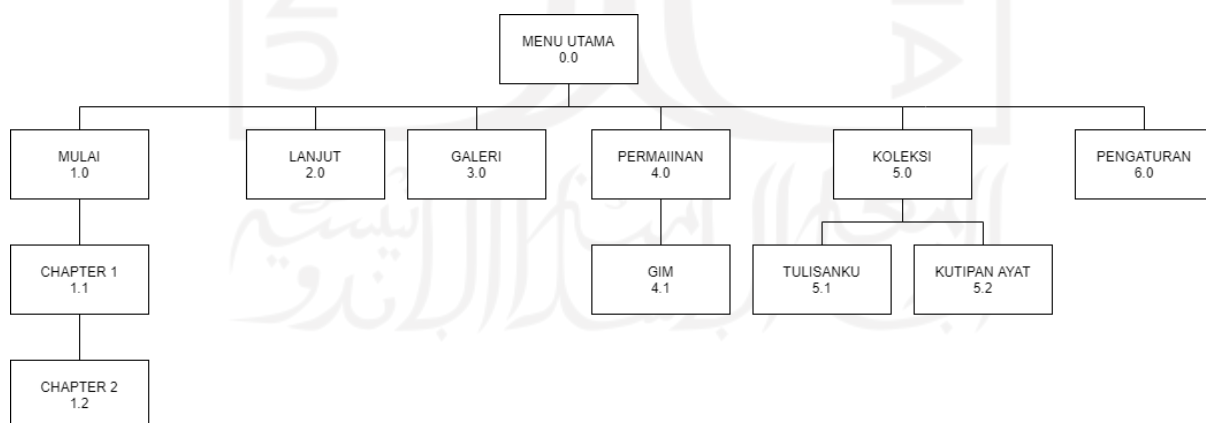 MENU UTAMA
0.0
MULAI
1.0
LANJUT
2.0
GALERI
3.0
PERMAIINAN
4.0
KOLEKSI
5.0
PENGATURAN
6.0
CHAPTER 1
1.1
GIM
4.1
TULISANKU
5.1
KUTIPAN AYAT
5.2
CHAPTER 2
1.2